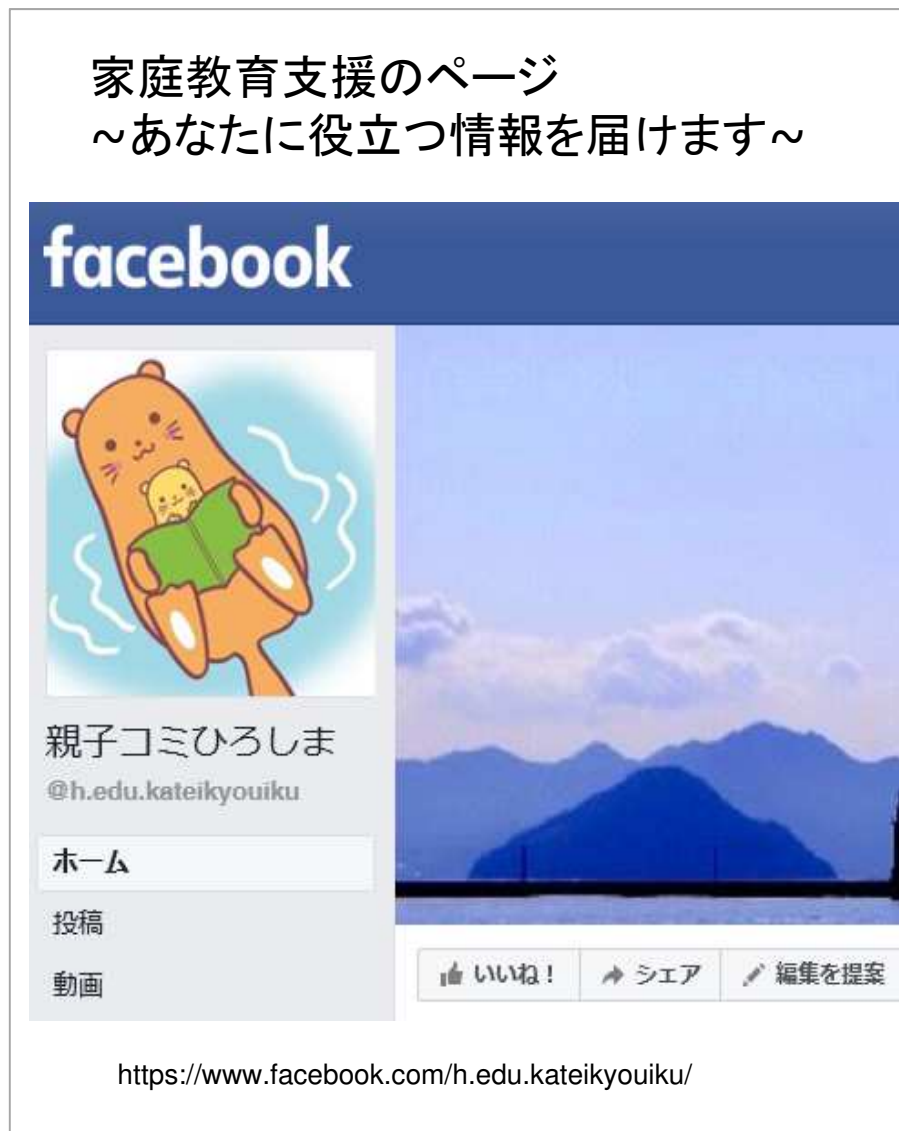 家庭教育支援のページ
~あなたに役立つ情報を届けます~
facebook
親子コミひろしま
@h.edu.kateikyouiku
ホーム
投稿
動画
いいね！
シェア
編集を提案
https://www.facebook.com/h.edu.kateikyouiku/